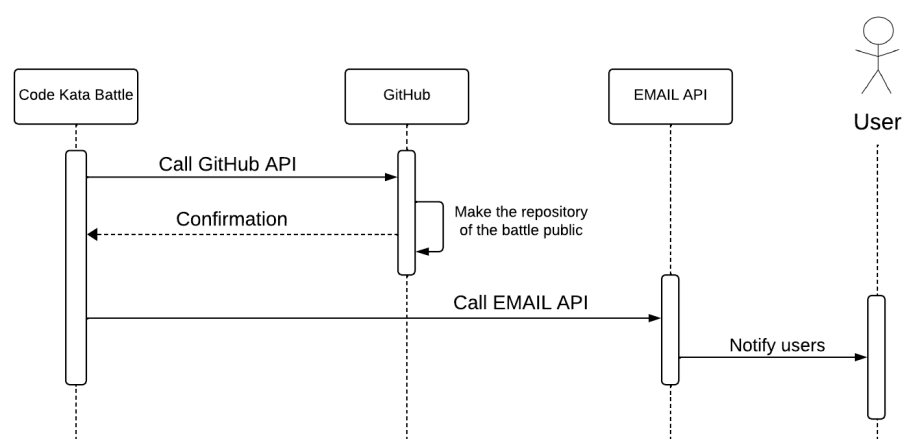 Code Kata Battle
GitHub
EMAIL API
User
Call GitHub API
Make the repository
of the battle public
Confirmation
Call EMAIL API
Notify users